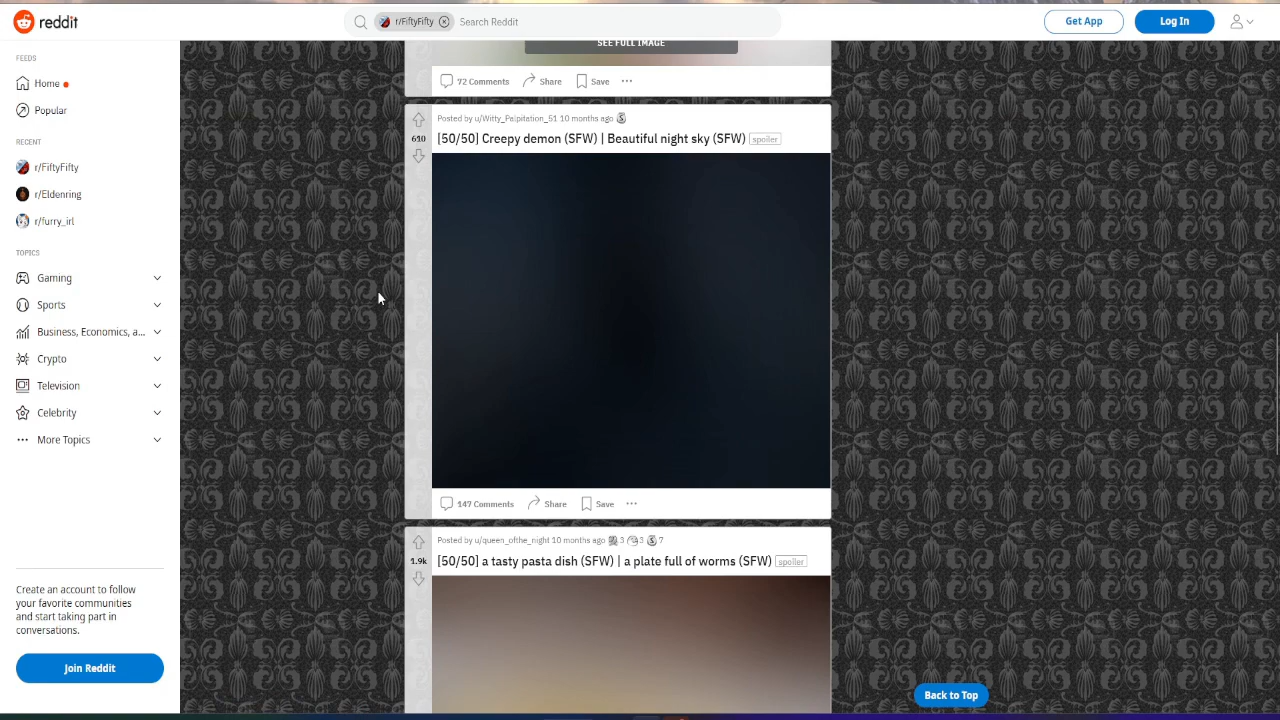 reddit
r/FiftyFifty
Search Reddit
Get App
Log In
FEEDS
Home
Popular
RECENT
r/FiftyFifty
r/Eldenring
r/furry_irl
TOPICS
Gaming
Sports
Business, Economics, a...
Crypto
Television
Celebrity
More Topics
Create an account to follow
your favorite communities
and start taking part in
conversations.
Join Reddit
SEE FULL IMAGE
72 Comments Share Save
Posted by u/Witty_Palpitation_51 10 months ago
610
[50/50] Creepy demon (SFW) | Beautiful night sky (SFW) spoiler
147 Comments Share Save
Posted by u/queen_ofthe_night 10 months ago 3 3 7
1.9k
[50/50] a tasty pasta dish (SFW) | a plate full of worms (SFW) spoiler
Back to Top